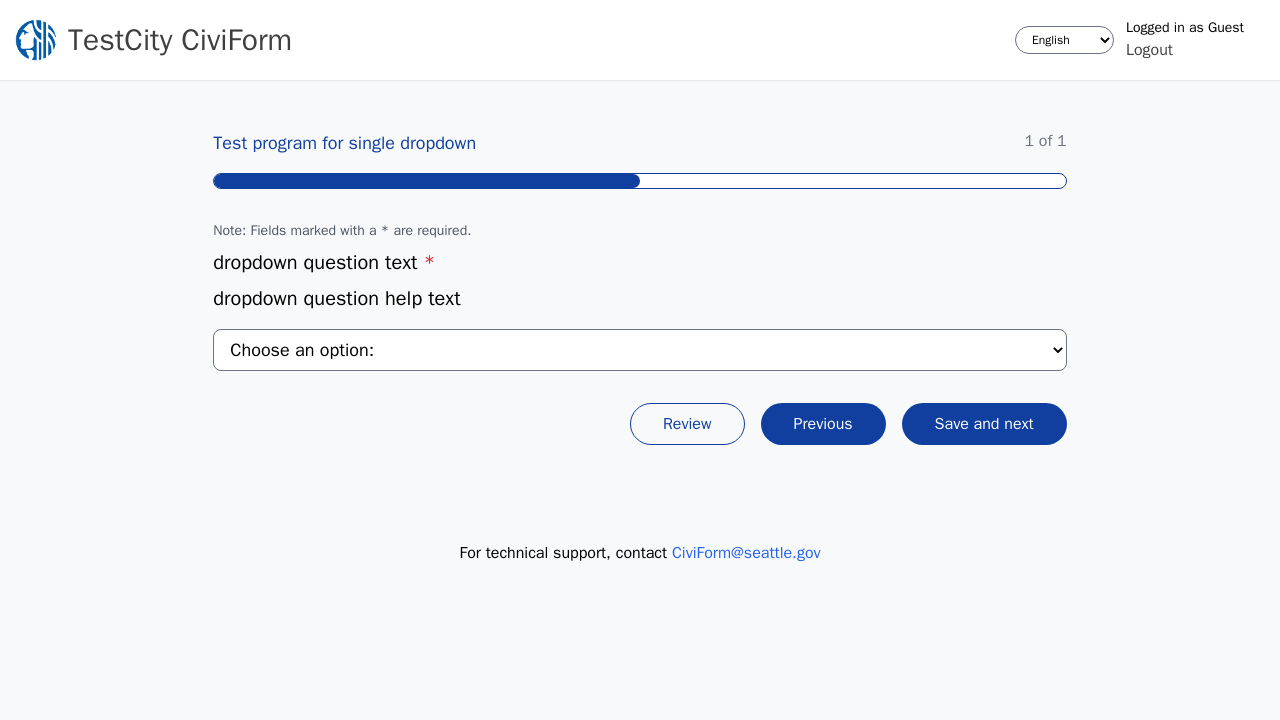 TestCity CiviForm
English
Logged in as Guest
Logout
Test program for single dropdown
1 of 1
Note: Fields marked with a * are required.
dropdown question text *
dropdown question help text
Choose an option:
Review
Previous
Save and next
For technical support, contact CiviForm@seattle.gov